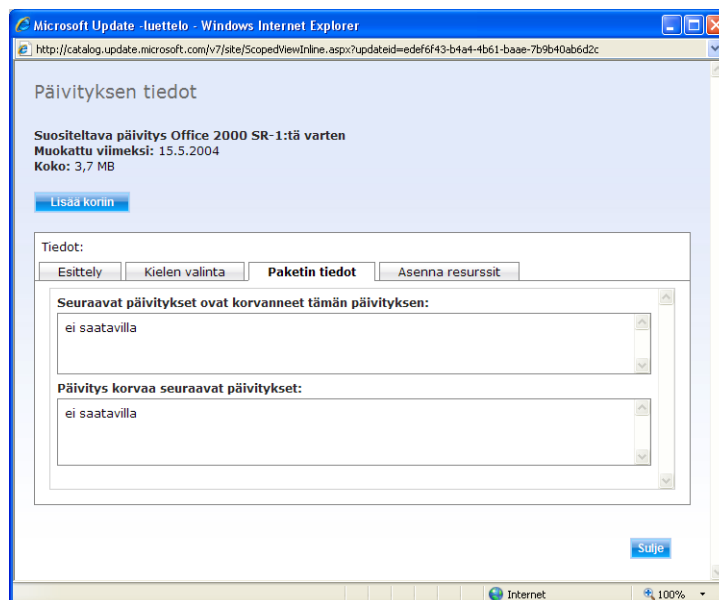 Microsoft Update -luettelo - Windows Internet Explorer
http://catalog.update.microsoft.com/v7/site/ScopedViewInline.aspx?updateid=edef6f43-b4a4-4b61-baae-7b9b40ab6d2c
Päivityksen tiedot
Suositeltava päivitys Office 2000 SR-1:tä varten
Muokattu viimeksi: 15.5.2004
Koko: 3,7 MB
Lisää koriin
Tiedot:
Esittely Kielen valinta Paketin tiedot Asenna resurssit
Seuraavat päivitykset ovat korvanneet tämän päivityksen:
ei saatavilla
Päivitys korvaa seuraavat päivitykset:
ei saatavilla
Sulje
Internet 100%